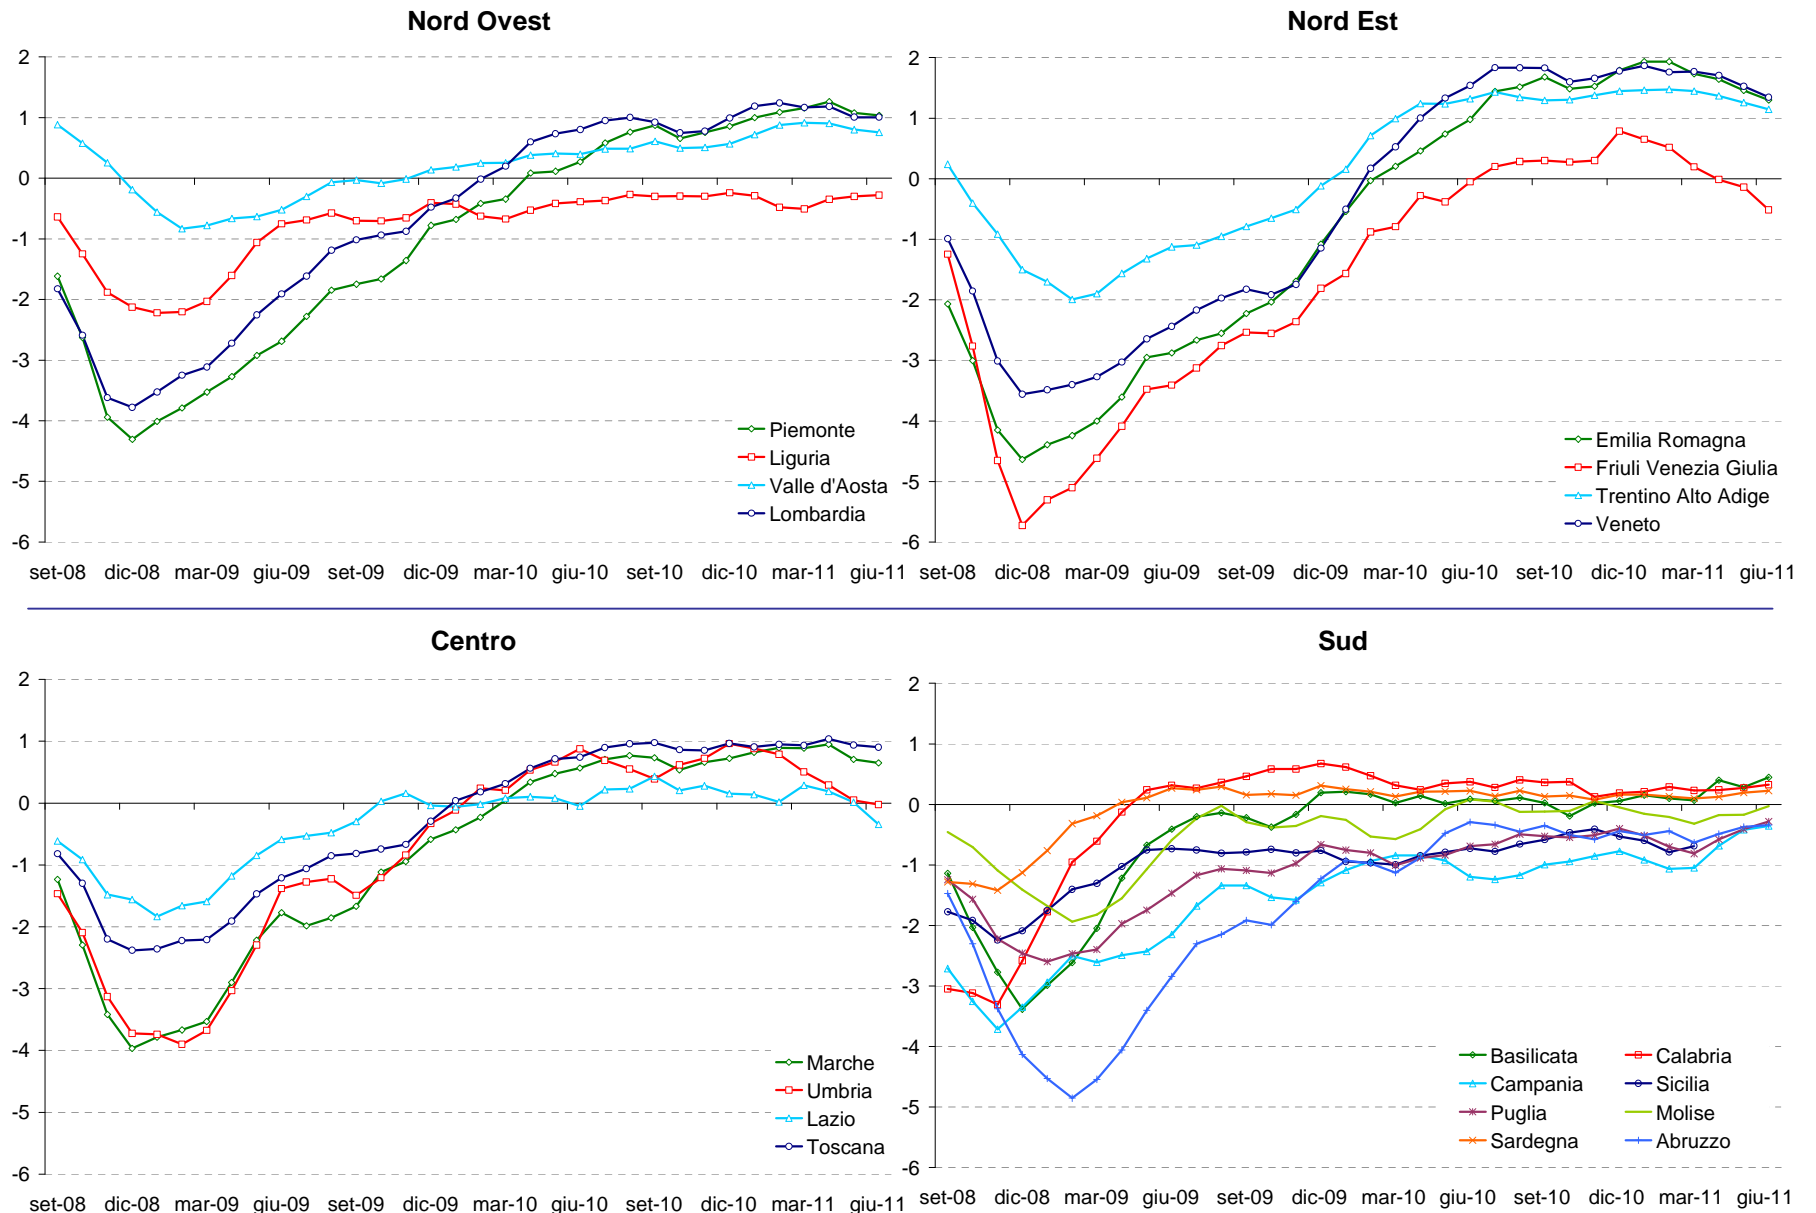 Nord Ovest
2
1
0
-1
-2
-3
-4
-5
-6
Piemonte
Liguria
Valle d'Aosta
Lombardia
set-08 dic-08 mar-09 giu-09 set-09 dic-09 mar-10 giu-10 set-10 dic-10 mar-11 giu-11
Nord Est
2
1
0
-1
-2
-3
-4
-5
-6
Emilia Romagna
Friuli Venezia Giulia
Trentino Alto Adige
Veneto
set-08 dic-08 mar-09 giu-09 set-09 dic-09 mar-10 giu-10 set-10 dic-10 mar-11 giu-11
Centro
2
1
0
-1
-2
-3
-4
-5
-6
Marche
Umbria
Lazio
Toscana
set-08 dic-08 mar-09 giu-09 set-09 dic-09 mar-10 giu-10 set-10 dic-10 mar-11 giu-11
Sud
2
1
0
-1
-2
-3
-4
-5
-6
Basilicata Calabria
Campania Sicilia
Puglia Molise
Sardegna Abruzzo
set-08 dic-08 mar-09 giu-09 set-09 dic-09 mar-10 giu-10 set-10 dic-10 mar-11 giu-11